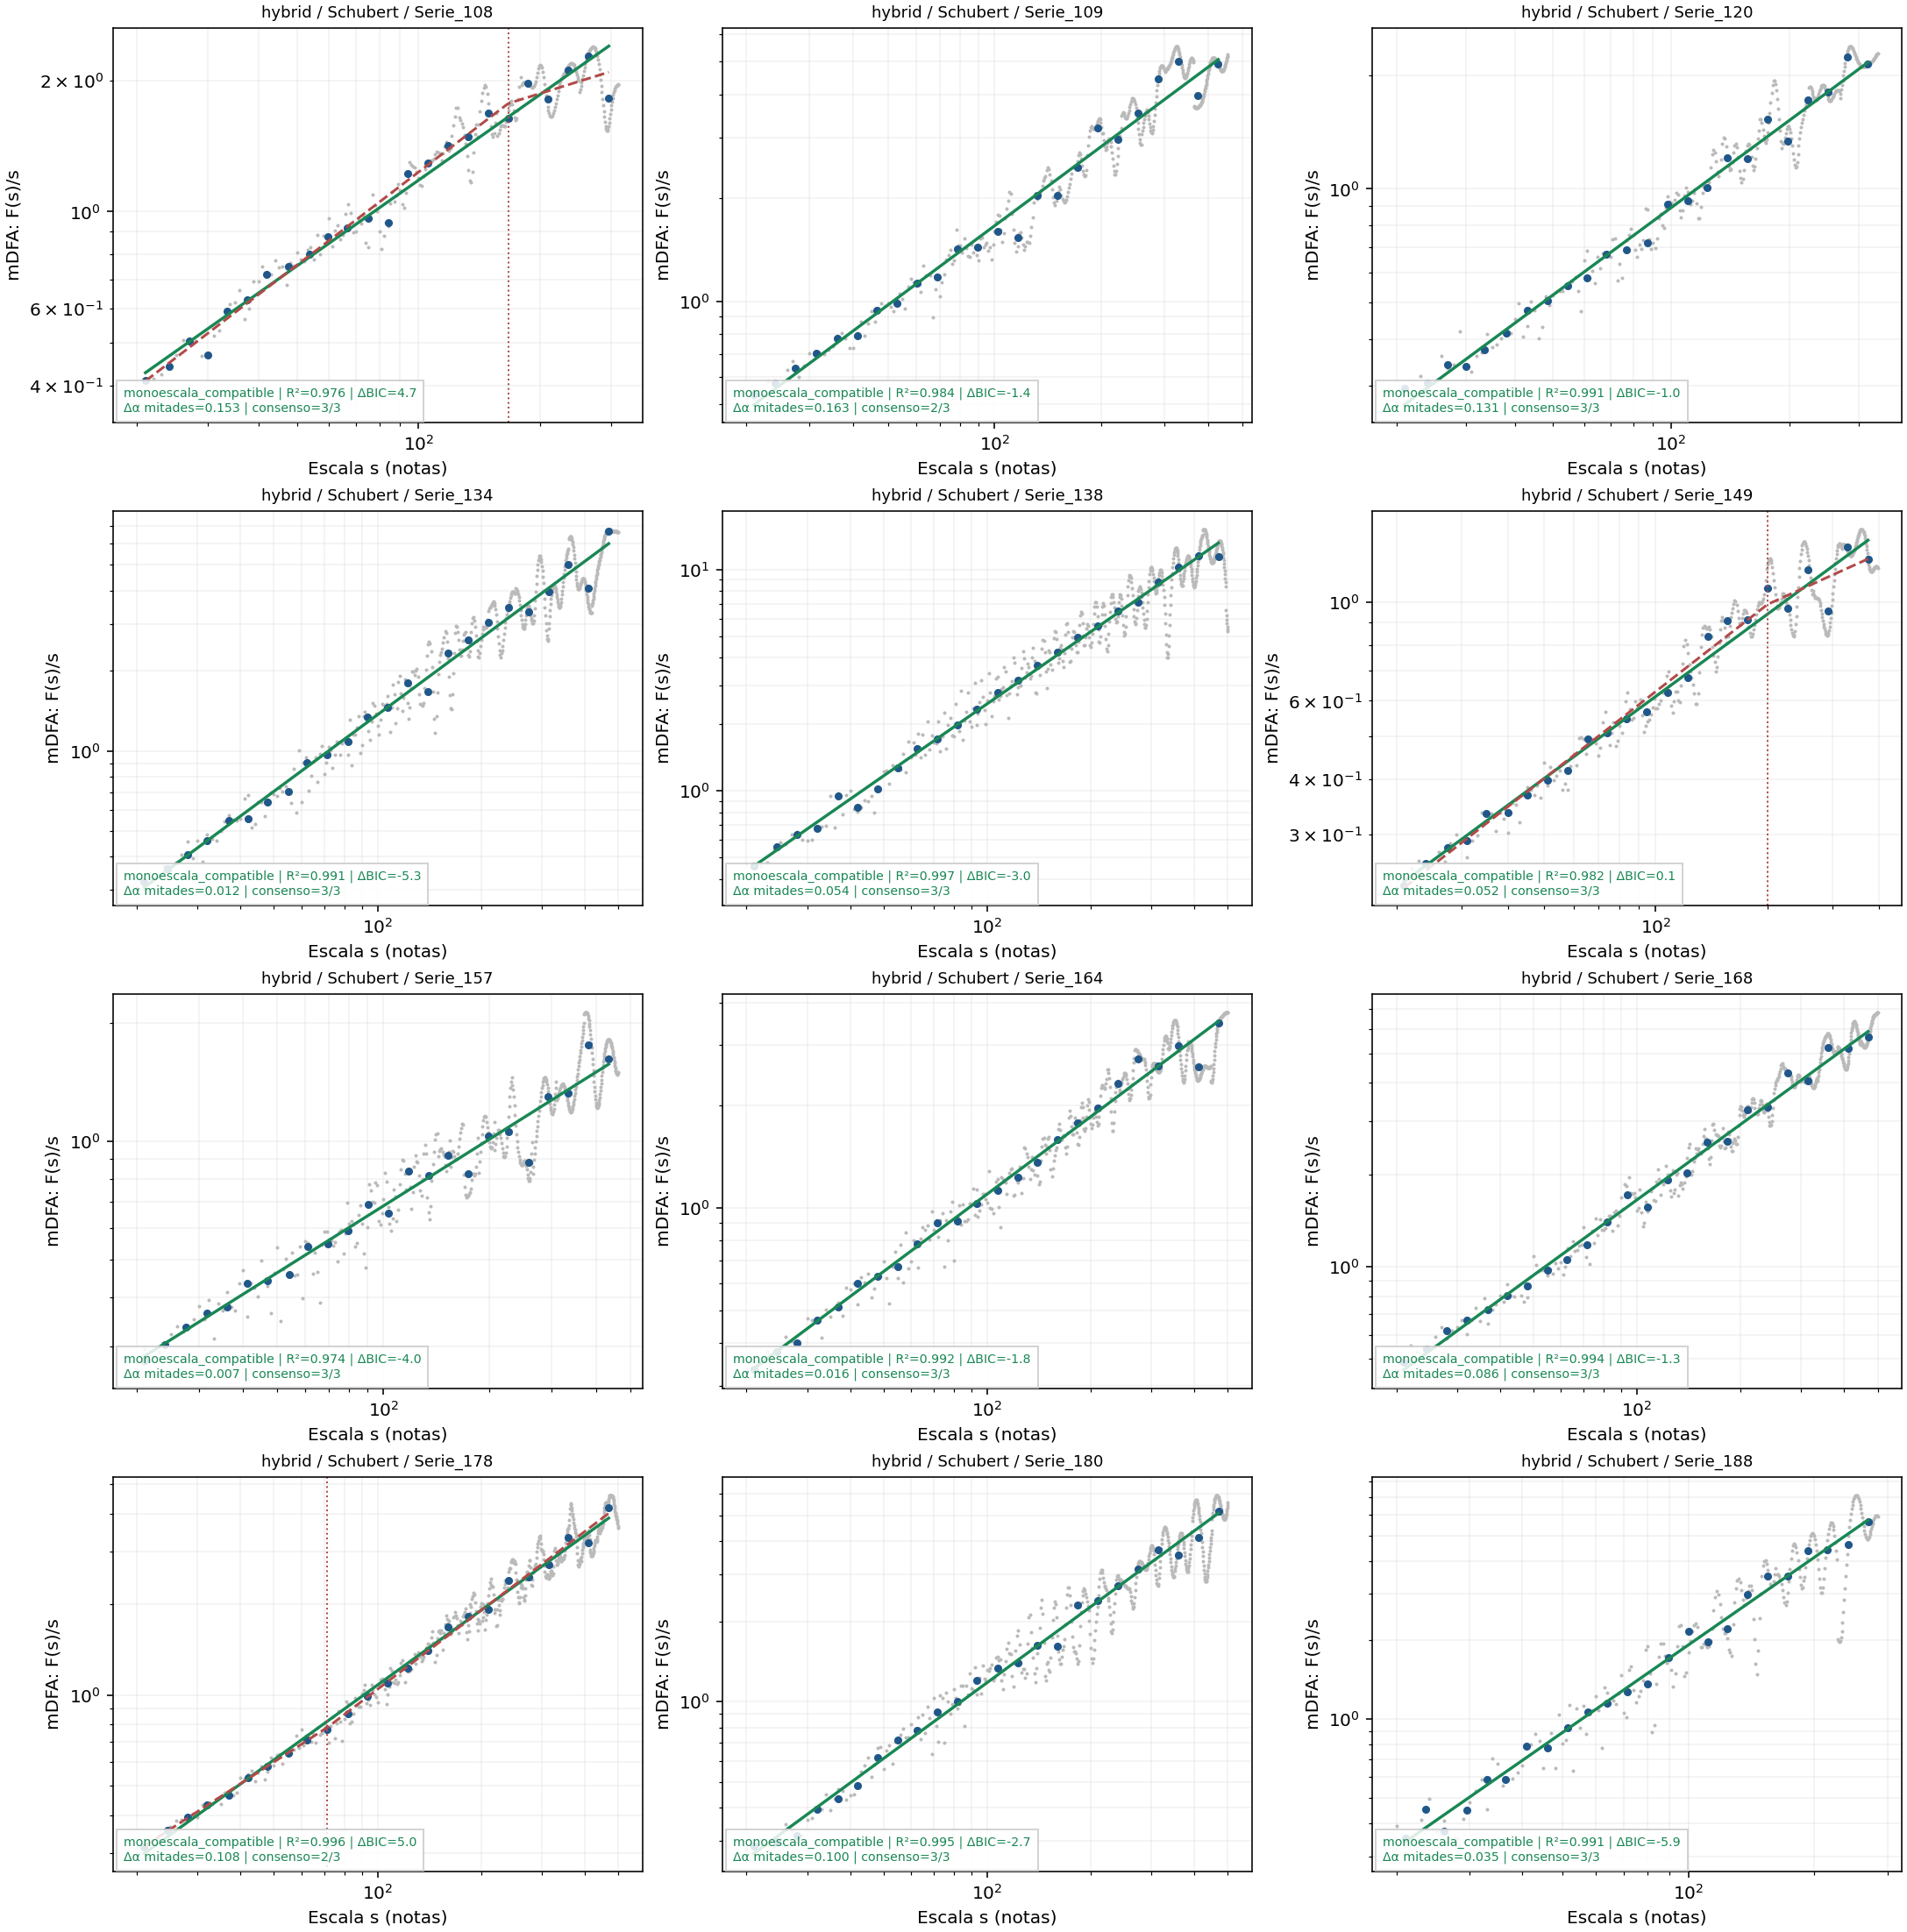 hybrid / Schubert / Serie_108
mDFA: F(s)/s
2 × 10⁰
10⁰
6 × 10⁻¹
4 × 10⁻¹
monoescala_compatible | R²=0.976 | ΔBIC=4.7
Δα mitades=0.153 | consenso=3/3
10²
Escala s (notas)
hybrid / Schubert / Serie_109
mDFA: F(s)/s
10⁰
monoescala_compatible | R²=0.984 | ΔBIC=-1.4
Δα mitades=0.163 | consenso=2/3
10²
Escala s (notas)
hybrid / Schubert / Serie_120
mDFA: F(s)/s
10⁰
monoescala_compatible | R²=0.991 | ΔBIC=-1.0
Δα mitades=0.131 | consenso=3/3
10²
Escala s (notas)
hybrid / Schubert / Serie_134
mDFA: F(s)/s
10⁰
monoescala_compatible | R²=0.991 | ΔBIC=-5.3
Δα mitades=0.012 | consenso=3/3
10²
Escala s (notas)
hybrid / Schubert / Serie_138
mDFA: F(s)/s
10¹
10⁰
monoescala_compatible | R²=0.997 | ΔBIC=-3.0
Δα mitades=0.054 | consenso=3/3
10²
Escala s (notas)
hybrid / Schubert / Serie_149
mDFA: F(s)/s
10⁰
6 × 10⁻¹
4 × 10⁻¹
3 × 10⁻¹
monoescala_compatible | R²=0.982 | ΔBIC=0.1
Δα mitades=0.052 | consenso=3/3
10²
Escala s (notas)
hybrid / Schubert / Serie_157
mDFA: F(s)/s
10⁰
monoescala_compatible | R²=0.974 | ΔBIC=-4.0
Δα mitades=0.007 | consenso=3/3
10²
Escala s (notas)
hybrid / Schubert / Serie_164
mDFA: F(s)/s
10⁰
monoescala_compatible | R²=0.992 | ΔBIC=-1.8
Δα mitades=0.016 | consenso=3/3
10²
Escala s (notas)
hybrid / Schubert / Serie_168
mDFA: F(s)/s
10⁰
monoescala_compatible | R²=0.994 | ΔBIC=-1.3
Δα mitades=0.086 | consenso=3/3
10²
Escala s (notas)
hybrid / Schubert / Serie_178
mDFA: F(s)/s
10⁰
monoescala_compatible | R²=0.996 | ΔBIC=5.0
Δα mitades=0.108 | consenso=2/3
10²
Escala s (notas)
hybrid / Schubert / Serie_180
mDFA: F(s)/s
10⁰
monoescala_compatible | R²=0.995 | ΔBIC=-2.7
Δα mitades=0.100 | consenso=3/3
10²
Escala s (notas)
hybrid / Schubert / Serie_188
mDFA: F(s)/s
10⁰
monoescala_compatible | R²=0.991 | ΔBIC=-5.9
Δα mitades=0.035 | consenso=3/3
10²
Escala s (notas)